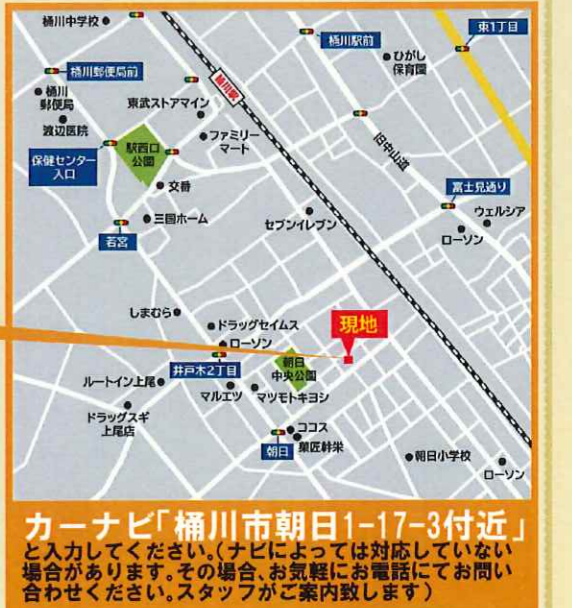 桶川中学校
東1丁目
桶川駅前
ひがし
保育園
桶川郵便局前
桶川
郵便局
渡辺医院
東武ストアマイン
桶川駅
ファミリー
マート
旧中山道
保健センター
入口
駅西口
公園
交番
富士見通り
ウェルシア
ローソン
三国ホーム
セブンイレブン
若宮
しまむら
ドラッグセイムス
ローソン
現地
井戸木2丁目
朝日
中央公園
ルートイン上尾
マルエツ
マツモトキヨシ
ドラッグスギ
上尾店
ココス
菓匠幹栄
朝日
朝日小学校
ローソン
カーナビ「桶川市朝日1-17-3付近」
と入力してください。(ナビによっては対応していない
場合があります。その場合、お気軽にお電話にてお問い
合わせください。スタッフがご案内致します)